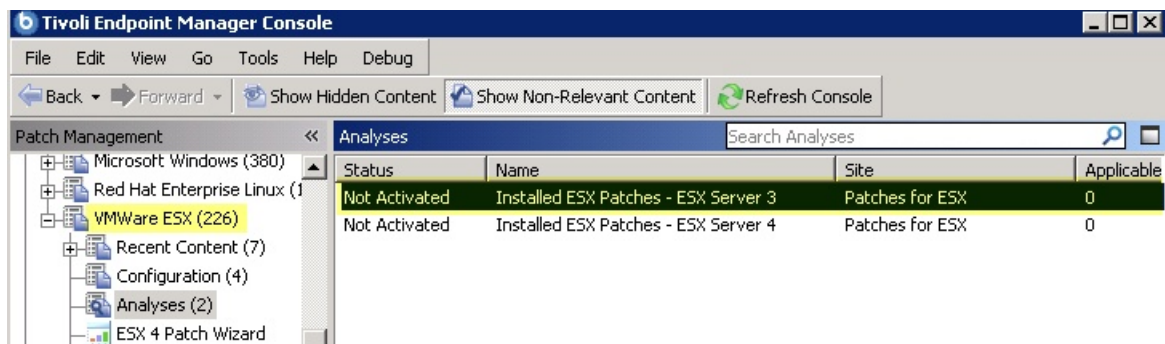 Tivoli Endpoint Manager Console
File Edit View Go Tools Help Debug
Back Forward Show Hidden Content Show Non-Relevant Content Refresh Console
Patch Management «
Microsoft Windows (380)
Red Hat Enterprise Linux (1
VMWare ESX (226)
Recent Content (7)
Configuration (4)
Analyses (2)
ESX 4 Patch Wizard
Analyses Search Analyses
Status Name Site Applicable
Not Activated Installed ESX Patches - ESX Server 3 Patches for ESX 0
Not Activated Installed ESX Patches - ESX Server 4 Patches for ESX 0